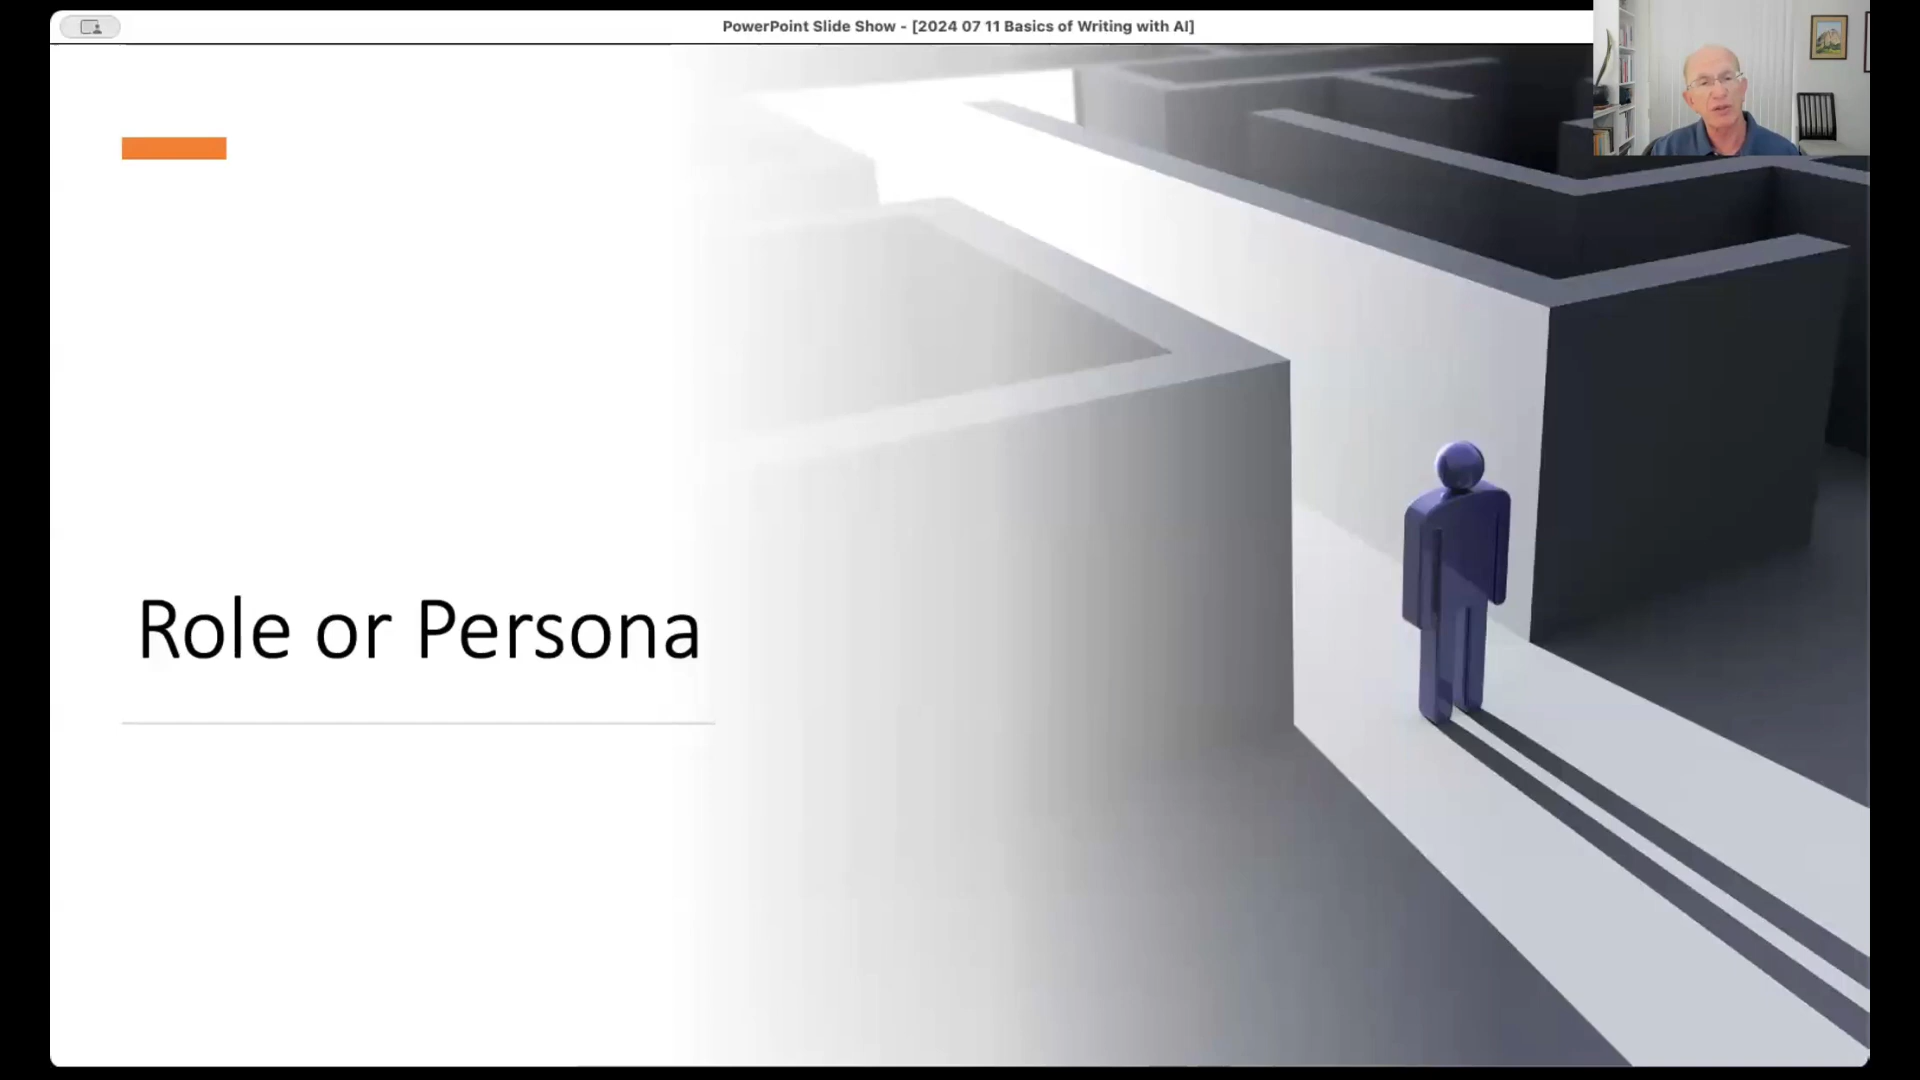 PowerPoint Slide Show - [2024 07 11 Basics of Writing with AI]
Role or Persona